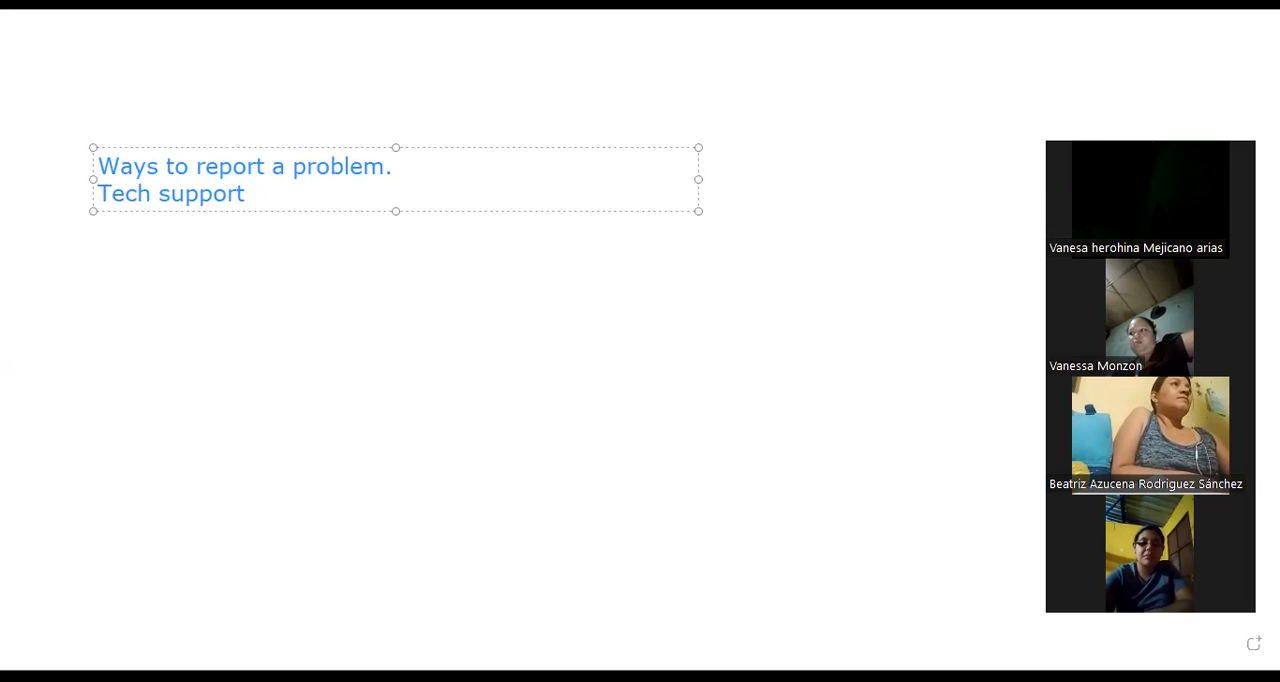 Ways to report a problem.
Tech support
Vanesa herohina Mejicano arias
Vanessa Monzon
Beatriz Azucena Rodriguez Sánchez